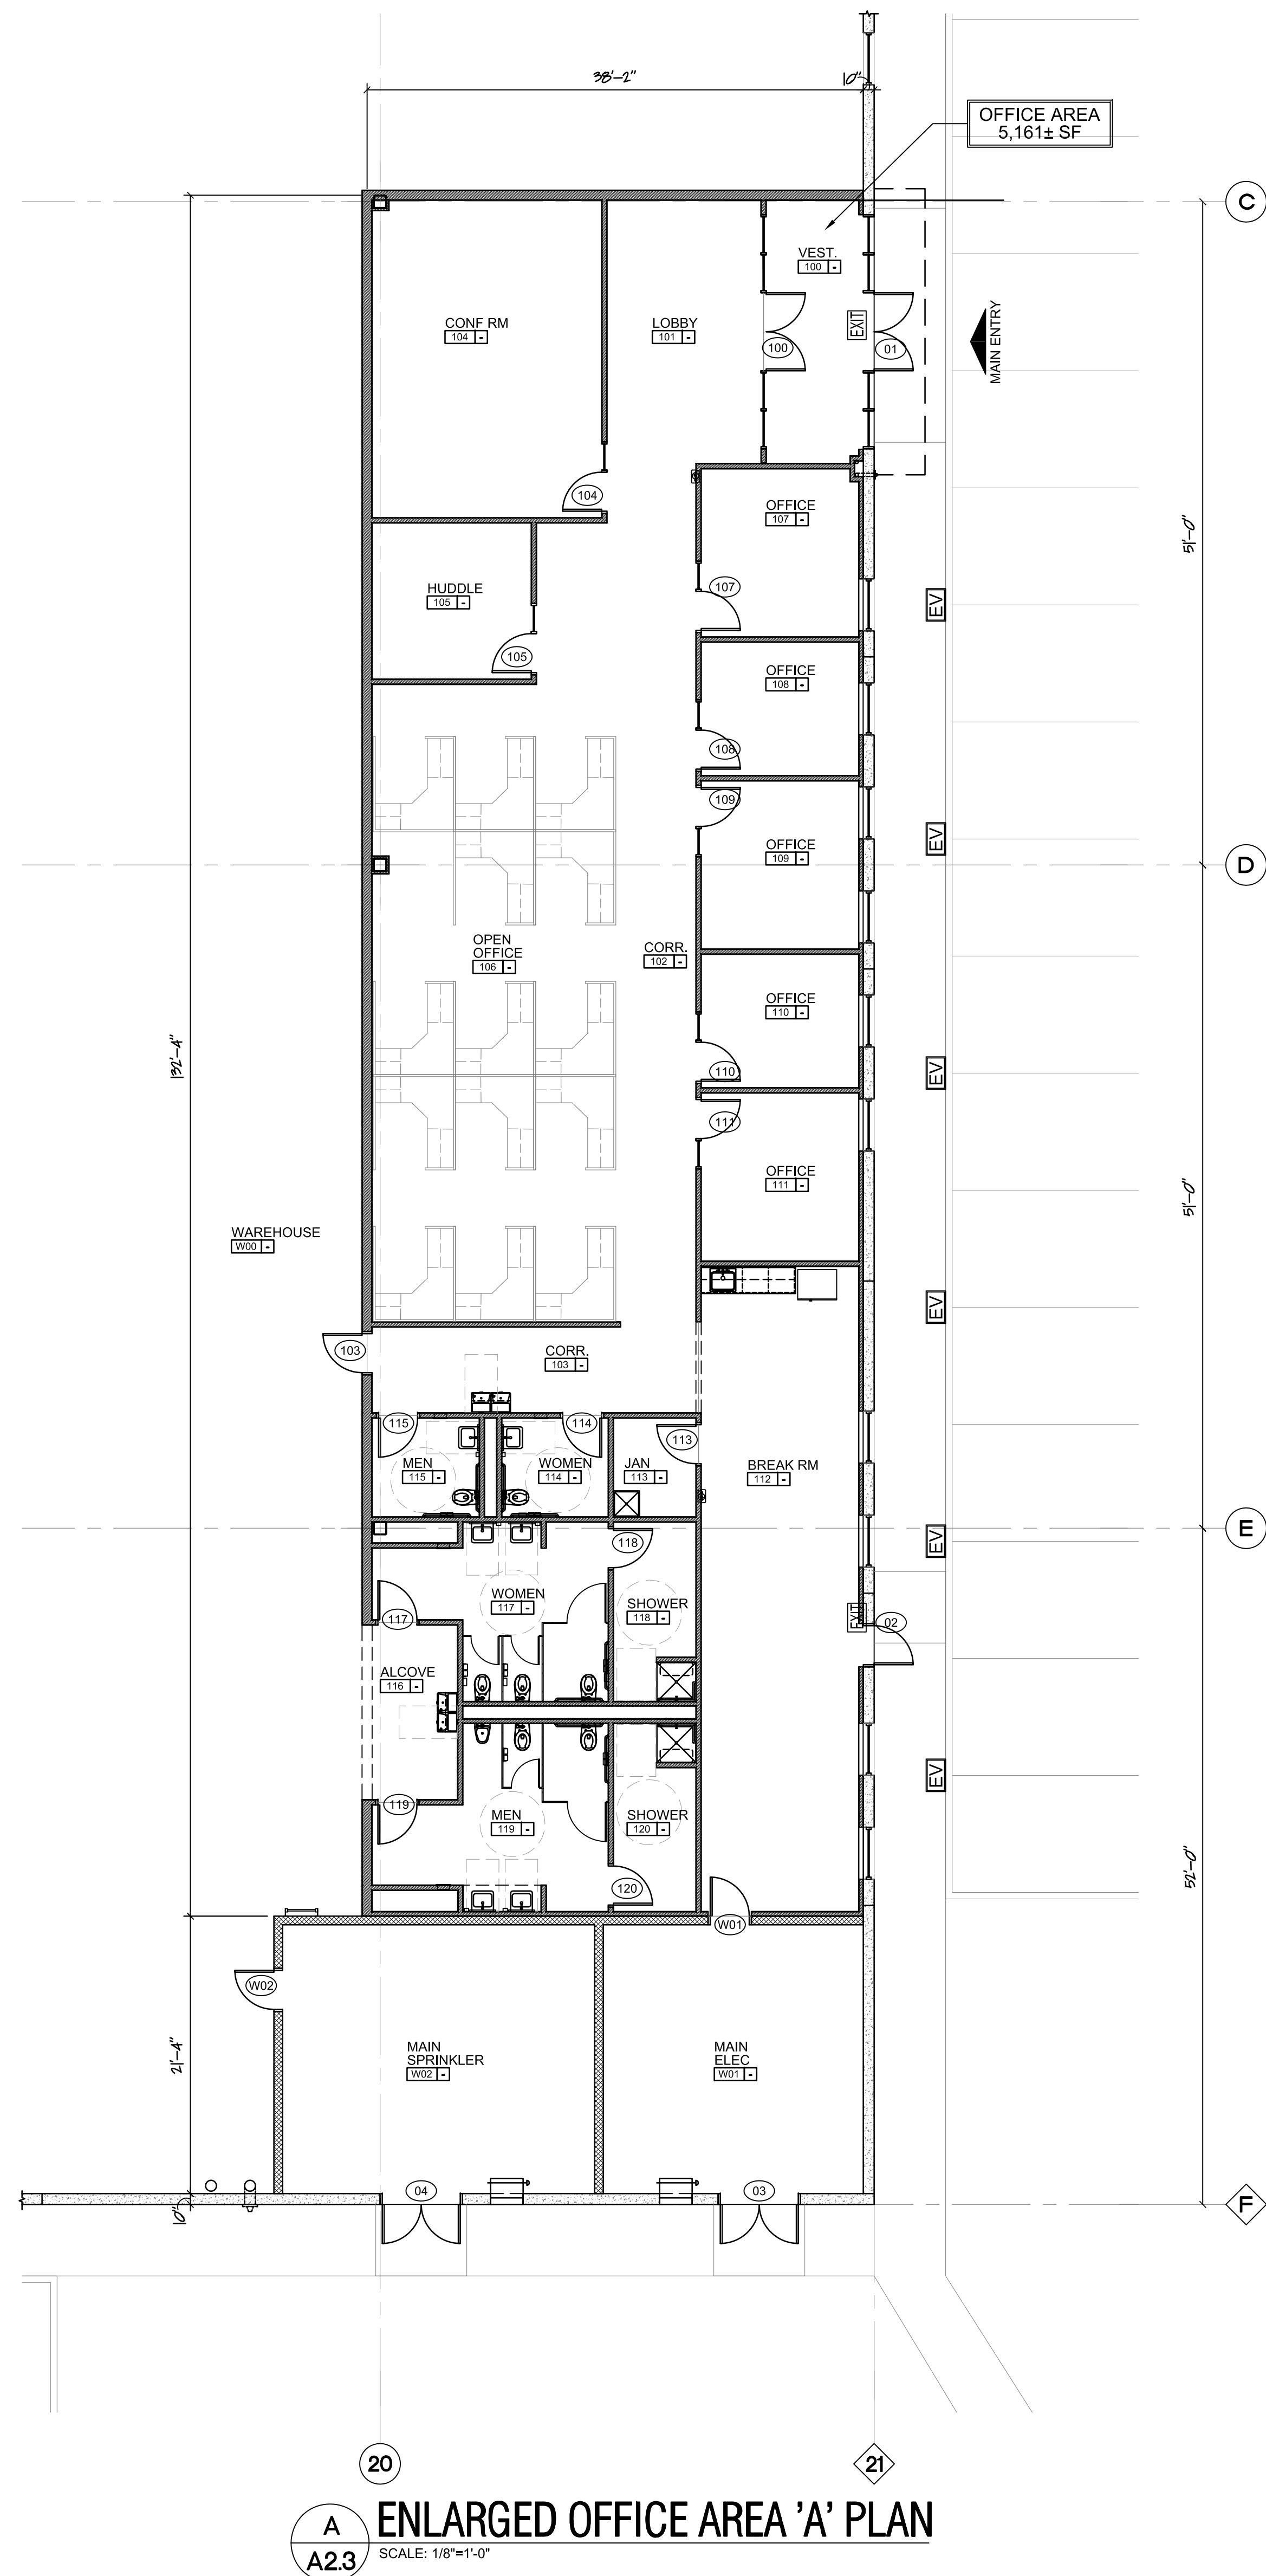 38'-2"
10"
OFFICE AREA
5,161± SF
C
VEST.
100 -
CONF RM
104 -
LOBBY
101 -
EXIT
100
01
MAIN ENTRY
104
OFFICE
107 -
51'-0"
HUDDLE
105 -
107
EV
105
OFFICE
108 -
108
109
EV
OFFICE
109 -
D
OPEN
OFFICE
106 -
CORR.
102 -
OFFICE
110 -
132'-4"
110
EV
111
OFFICE
111 -
51'-0"
WAREHOUSE
W00 -
EV
103
CORR.
103 -
115
114
113
MEN
115 -
WOMEN
114 -
JAN
113 -
BREAK RM
112 -
118
EV
E
WOMEN
117 -
SHOWER
118 -
117
EXIT
02
ALCOVE
116 -
EV
119
MEN
119 -
SHOWER
120 -
52'-0"
120
W01
W02
MAIN
SPRINKLER
W02 -
MAIN
ELEC
W01 -
21'-4"
04
03
10"
F
20
21
A
A2.3
ENLARGED OFFICE AREA 'A' PLAN
SCALE: 1/8"=1'-0"